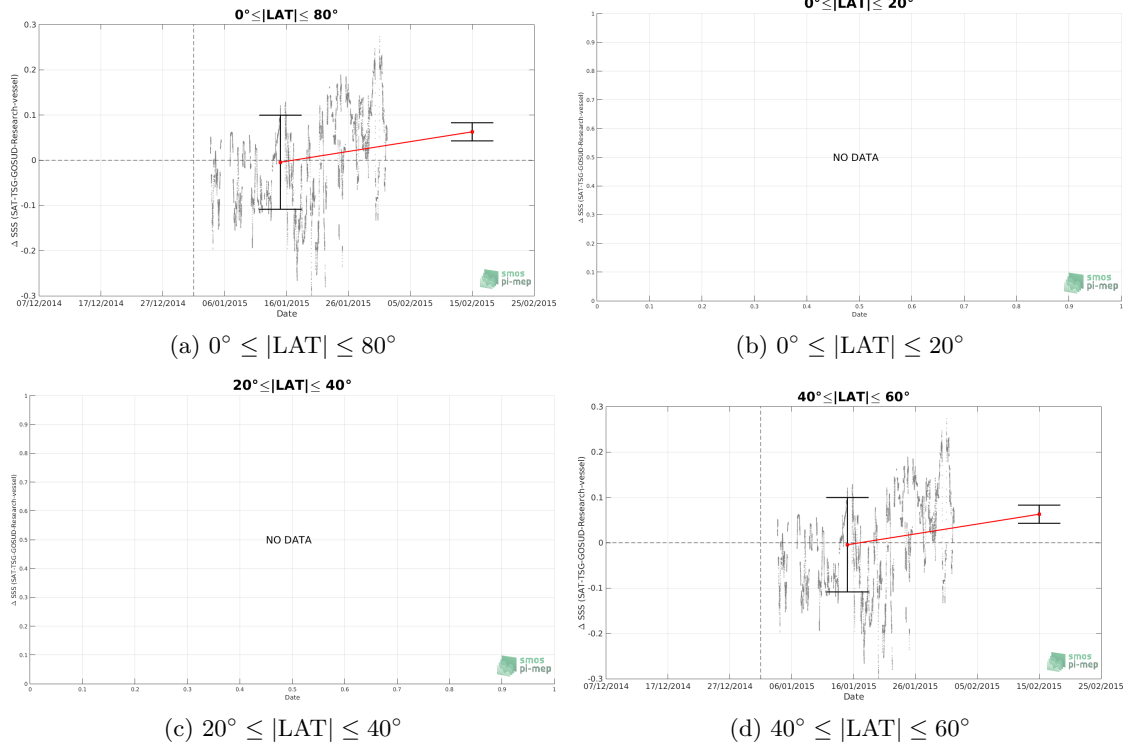 0°≤|LAT|≤ 80°
Δ SSS (SAT-TSG-GOSUD-Research-vessel)
0.3
0.2
0.1
0
-0.1
-0.2
-0.3
07/12/2014 17/12/2014 27/12/2014 06/01/2015 16/01/2015 26/01/2015 05/02/2015 15/02/2015 25/02/2015
Date
smos
pi-mep
(a) 0° ≤ |LAT| ≤ 80°
0°≤|LAT|≤ 20°
Δ SSS (SAT-TSG-GOSUD-Research-vessel)
1
0.9
0.8
0.7
0.6
0.5
0.4
0.3
0.2
0.1
0
NO DATA
0 0.1 0.2 0.3 0.4 0.5 0.6 0.7 0.8 0.9 1
Date
smos
pi-mep
(b) 0° ≤ |LAT| ≤ 20°
20°≤|LAT|≤ 40°
Δ SSS (SAT-TSG-GOSUD-Research-vessel)
1
0.9
0.8
0.7
0.6
0.5
0.4
0.3
0.2
0.1
0
NO DATA
0 0.1 0.2 0.3 0.4 0.5 0.6 0.7 0.8 0.9 1
Date
smos
pi-mep
(c) 20° ≤ |LAT| ≤ 40°
40°≤|LAT|≤ 60°
Δ SSS (SAT-TSG-GOSUD-Research-vessel)
0.3
0.2
0.1
0
-0.1
-0.2
-0.3
07/12/2014 17/12/2014 27/12/2014 06/01/2015 16/01/2015 26/01/2015 05/02/2015 15/02/2015 25/02/2015
Date
smos
pi-mep
(d) 40° ≤ |LAT| ≤ 60°